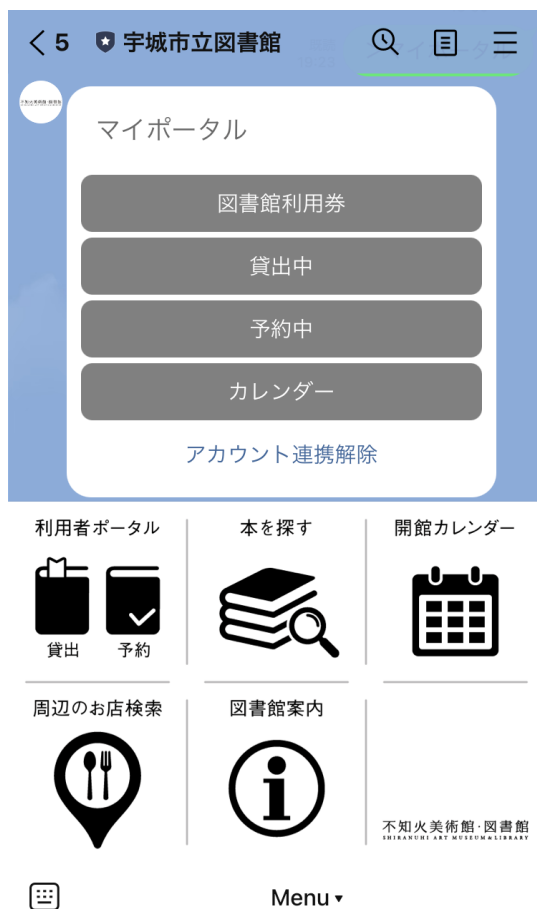 5 宇城市立図書館
マイポータル
図書館利用券
貸出中
予約中
カレンダー
アカウント連携解除
利用者ポータル
本を探す
開館カレンダー
貸出
予約
周辺のお店検索
図書館案内
不知火美術館·図書館
SHIRANUHI ART MUSEUM&LIBRARY
Menu ▾